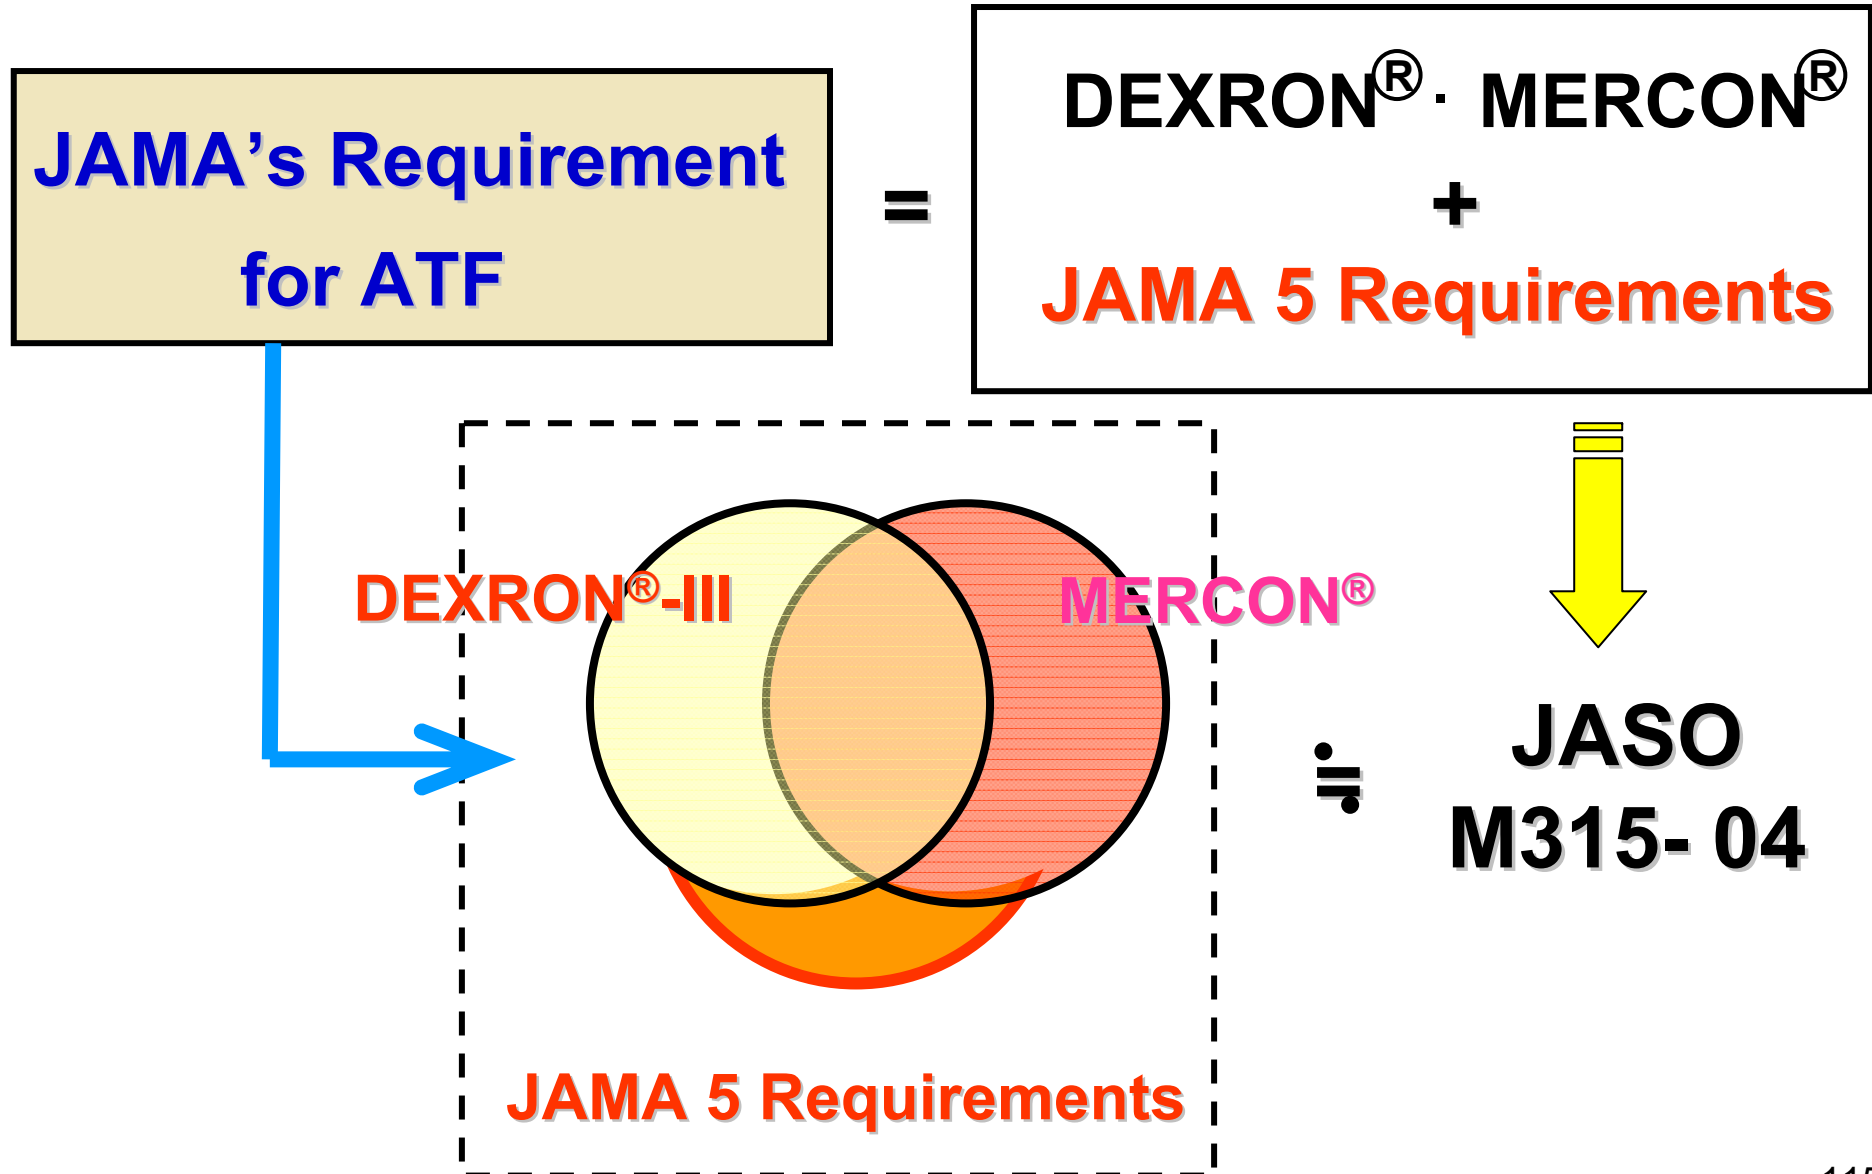 JAMA’s Requirement
for ATF
=
DEXRON® · MERCON®
+
JAMA 5 Requirements
DEXRON®-III
MERCON®
≒
JASO
M315- 04
JAMA 5 Requirements